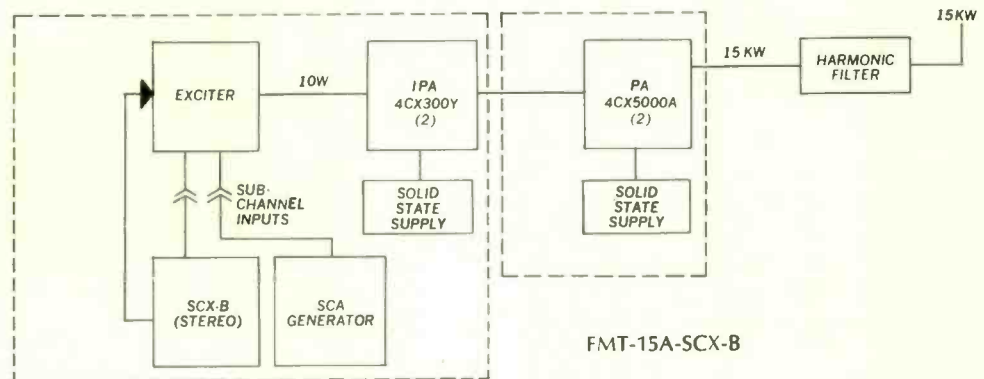 15KW
EXCITER
10W
IPA
4CX300Y
(2)
PA
4CX5000A
(2)
15 KW
HARMONIC
FILTER
SUB-
CHANNEL
INPUTS
SOLID
STATE
SUPPLY
SOLID
STATE
SUPPLY
SCX-B
(STEREO)
SCA
GENERATOR
FMT-15A-SCX-B